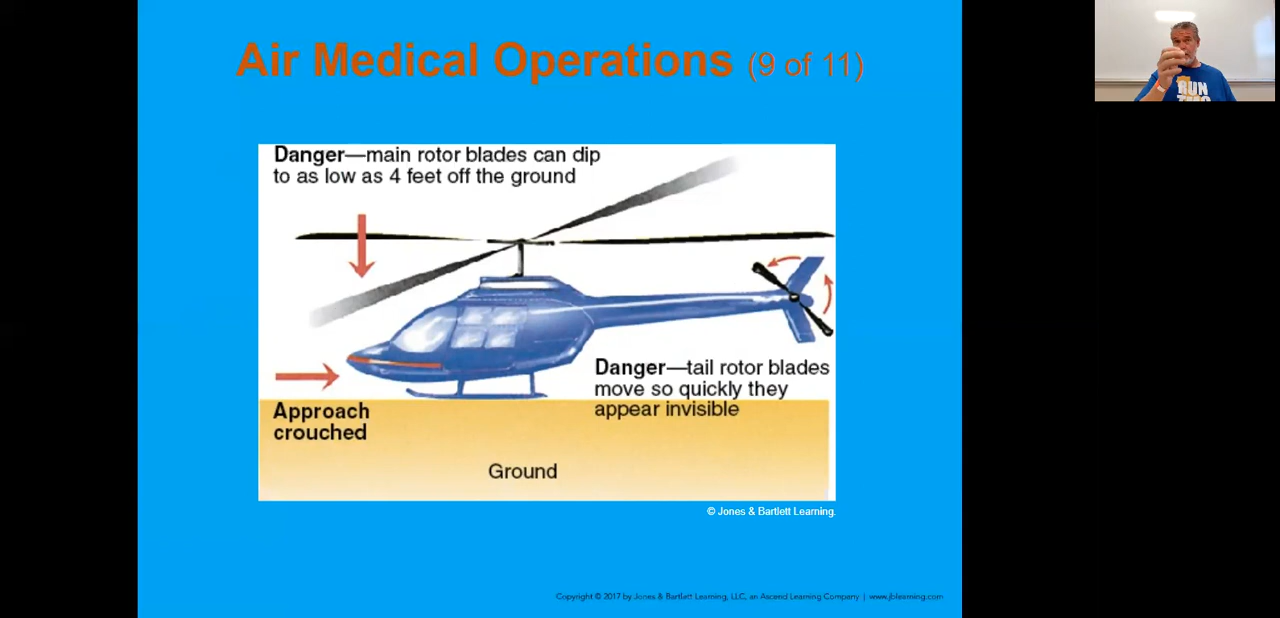 Air Medical Operations (9 of 11)
RUN
Danger—main rotor blades can dip
to as low as 4 feet off the ground
Danger—tail rotor blades
move so quickly they
appear invisible
Approach
crouched
Ground
© Jones & Bartlett Learning.
Copyright © 2017 by Jones & Bartlett Learning, LLC, an Ascend Learning Company | www.jblearning.com